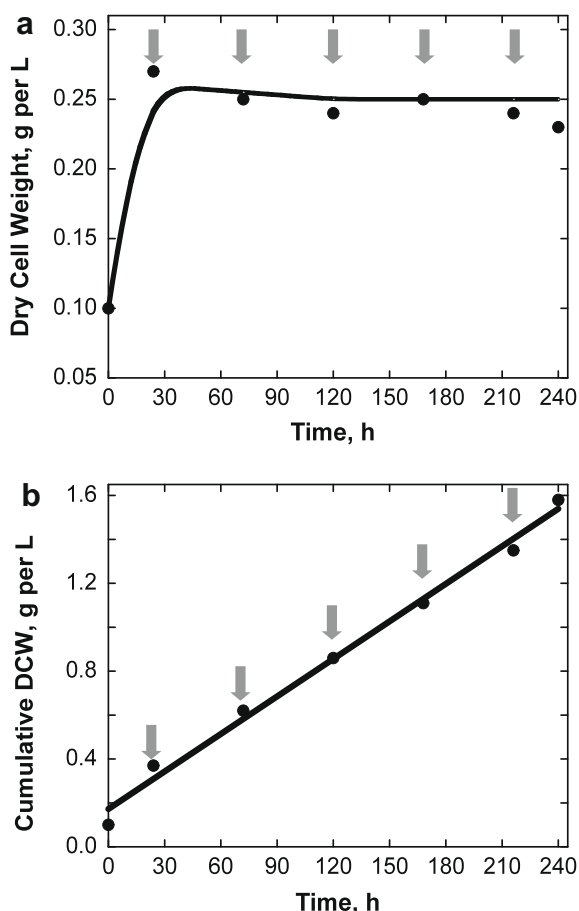 a
0.30
0.25
0.20
0.15
0.10
0.05
Dry Cell Weight, g per L
0 30 60 90 120 150 180 210 240
Time, h
b
1.6
1.2
0.8
0.4
0.0
Cumulative DCW, g per L
0 30 60 90 120 150 180 210 240
Time, h